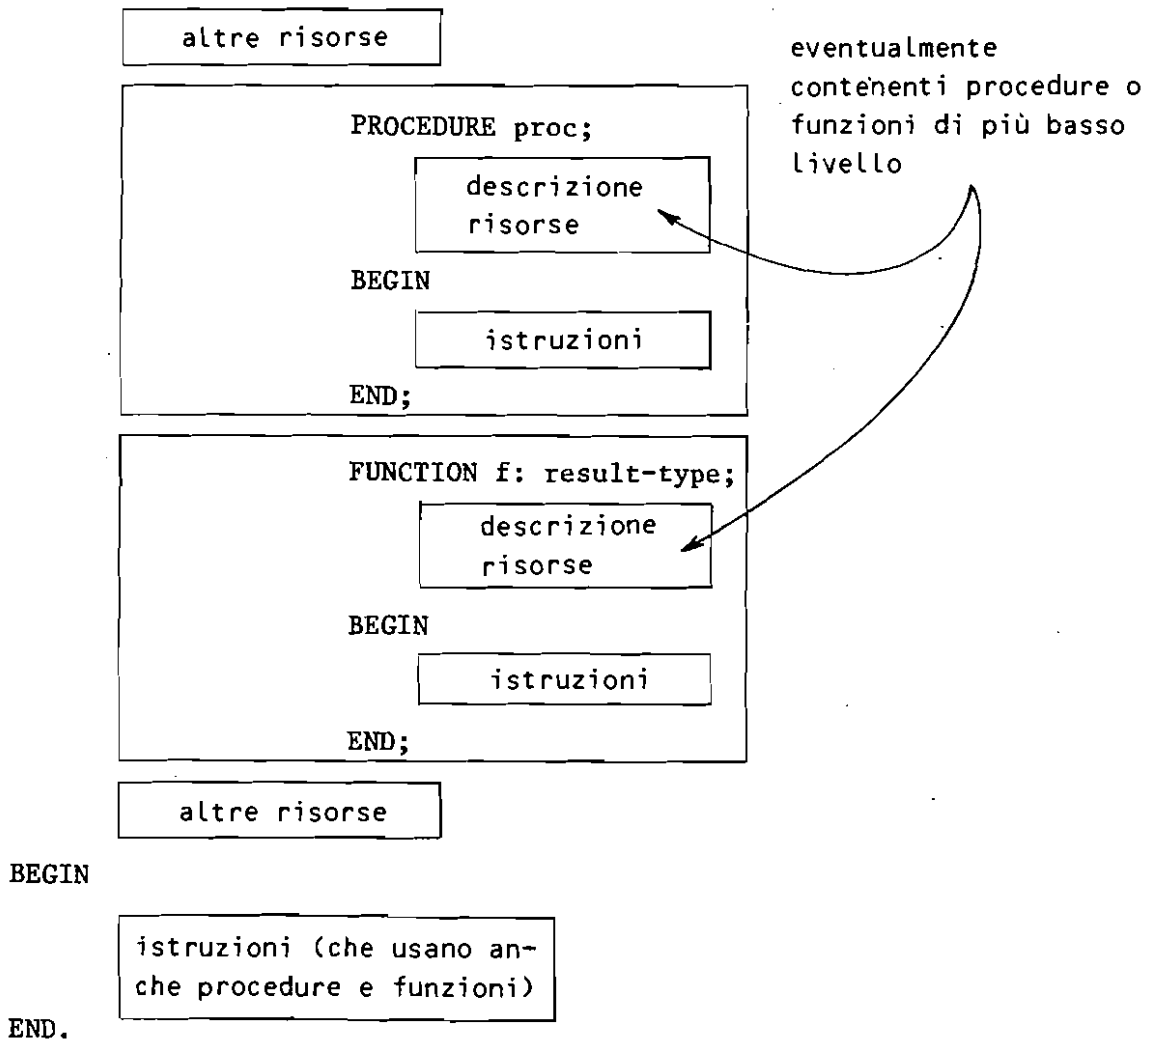 altre risorse
eventualmente
contenenti procedure o
funzioni di più basso
livello
PROCEDURE proc;
descrizione
risorse
BEGIN
istruzioni
END;
FUNCTION f: result-type;
descrizione
risorse
BEGIN
istruzioni
END;
altre risorse
BEGIN
istruzioni (che usano an-
che procedure e funzioni)
END.